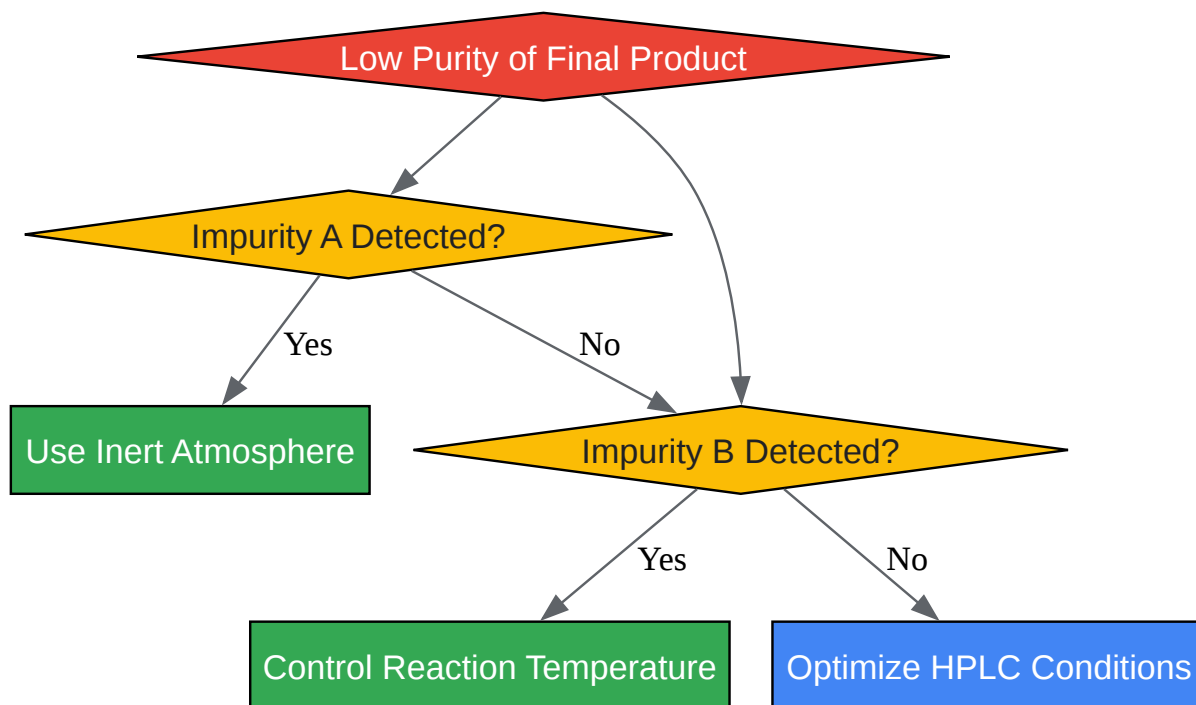 Low Purity of Final Product
Impurity A Detected?
Yes
No
Use Inert Atmosphere
Impurity B Detected?
Yes
No
Control Reaction Temperature
Optimize HPLC Conditions